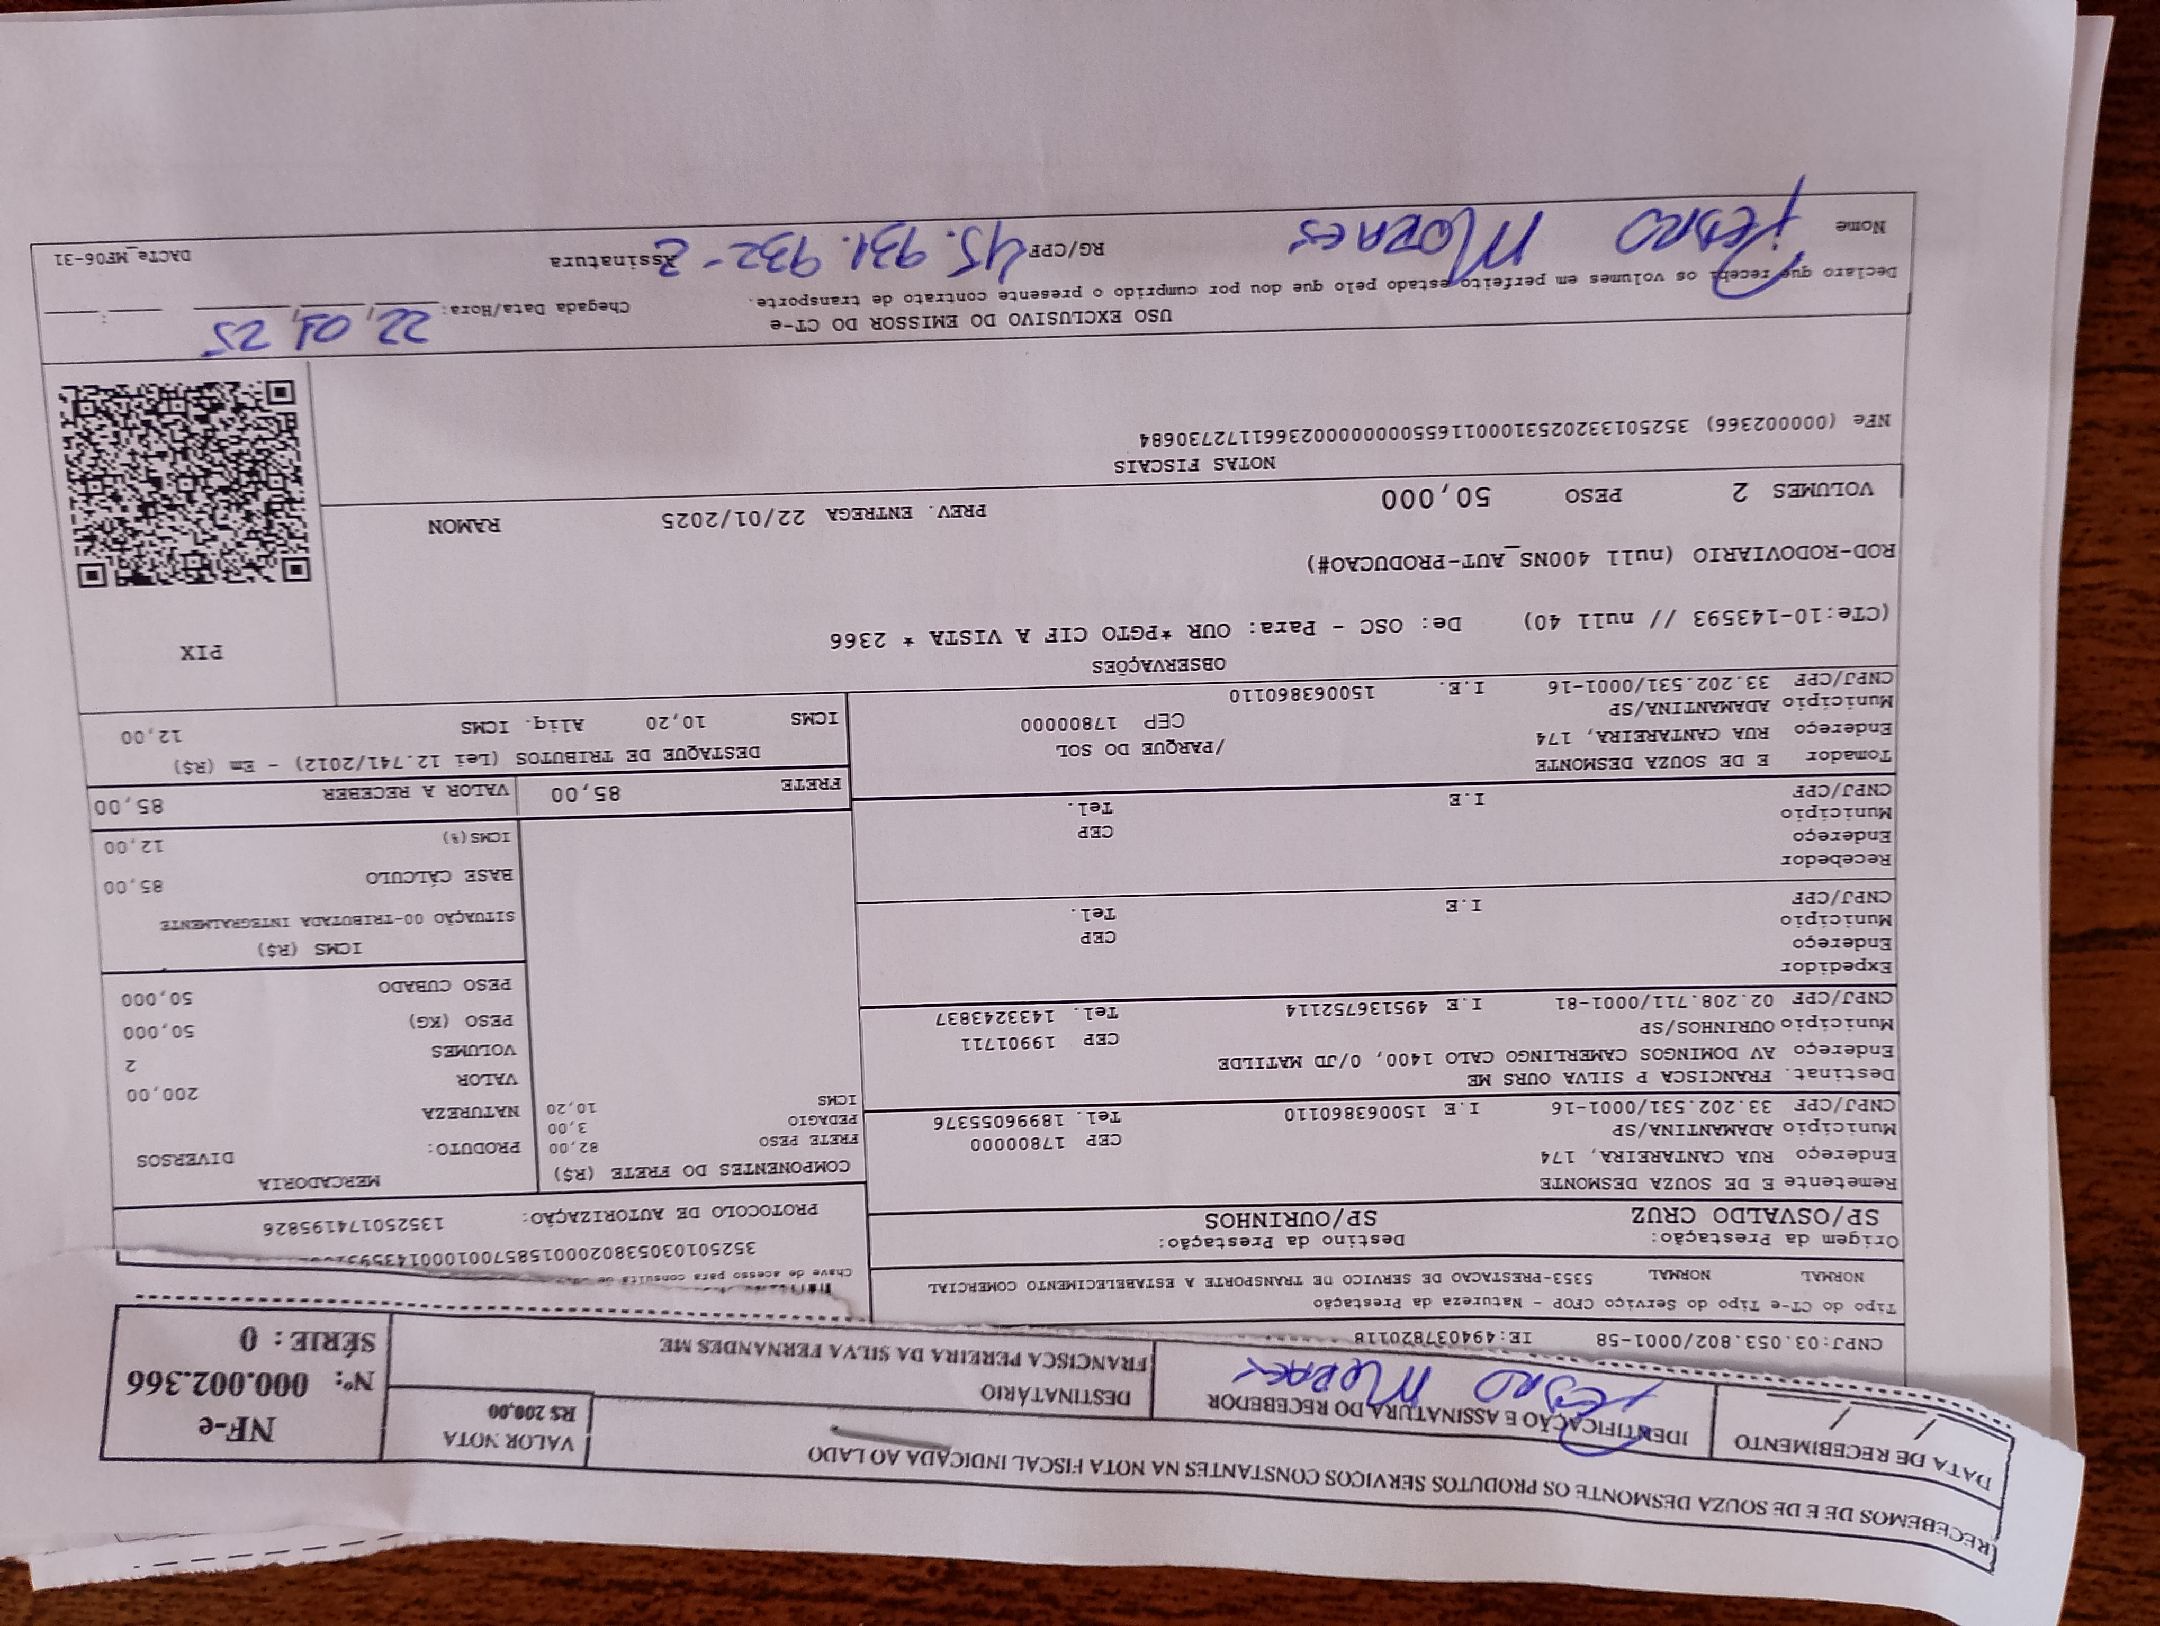 RECEBEMOS DE E DE SOUZA DESMONTE OS PRODUTOS SERVICOS CONSTANTES NA NOTA FISCAL INDICADA AO LADO
DATA DE RECEBIMENTO
/ /
IDENTIFICAÇÃO E ASSINATURA DO RECEBEDOR
PEDRO MORAES
DESTINATÁRIO
FRANCISCA PEREIRA DA SILVA FERNANDES ME
VALOR NOTA
R$ 200,00
NF-e
Nº: 000.002.366
SÉRIE: 0
CNPJ:03.053.802/0001-58 IE:494037820118
Tipo do CT-e Tipo do Serviço CFOP - Natureza da Prestação
NORMAL NORMAL 5353-PRESTACAO DE SERVICO DE TRANSPORTE A ESTABELECIMENTO COMERCIAL
Chave de acesso para consulta de
PROTOCOLO DE AUTORIZAÇÃO: 135250174195826
Origem da Prestação: Destino da Prestação:
SP/OSVALDO CRUZ SP/OURINHOS
Remetente E DE SOUZA DESMONTE
Endereço RUA CANTAREIRA, 174
Município ADAMANTINA/SP CEP 17800000
CNPJ/CPF 33.202.531/0001-16 I.E 150063860110 Tel. 18996055376
Destinat. FRANCISCA P SILVA OURS ME
Endereço AV DOMINGOS CAMERLINGO CALO 1400, 0/JD MATILDE
Município OURINHOS/SP CEP 19901711
CNPJ/CPF 02.208.711/0001-81 I.E 495136752114 Tel. 1433243837
Expedidor
Endereço
Município CEP
CNPJ/CPF I.E Tel.
Recebedor
Endereço
Município CEP
CNPJ/CPF I.E Tel.
Tomador E DE SOUZA DESMONTE
Endereço RUA CANTAREIRA, 174 /PARQUE DO SOL
Município ADAMANTINA/SP CEP 17800000
CNPJ/CPF 33.202.531/0001-16 I.E. 150063860110
COMPONENTES DO FRETE (R$)
FRETE PESO 82,00
PEDAGIO 3,00
ICMS 10,20
MERCADORIA
PRODUTO: DIVERSOS
NATUREZA
VALOR 200,00
VOLUMES 2
PESO (KG) 50,000
PESO CUBADO 50,000
ICMS (R$)
SITUAÇÃO 00-TRIBUTADA INTEGRALMENTE
BASE CÁLCULO 85,00
ICMS(%) 12,00
FRETE 85,00 VALOR A RECEBER 85,00
DESTAQUE DE TRIBUTOS (Lei 12.741/2012) - Em (R$)
ICMS 10,20 Aliq. ICMS 12,00
OBSERVAÇÕES
(CTe:10-143593 // null 40) De: OSC - Para: OUR *PGTO CIF A VISTA * 2366
ROD-RODOVIARIO (null 400NS_AUT-PRODUCAO#)
VOLUMES 2 PESO 50,000 PREV. ENTREGA 22/01/2025 RAMON
PIX
NOTAS FISCAIS
NFe (000002366) 35250133202531000116550000000023661172730684
USO EXCLUSIVO DO EMISSOR DO CT-e
Declaro que recebi os volumes em perfeito estado pelo que dou por cumprido o presente contrato de transporte.
Chegada Data/Hora: 22, 01, 25 :
Nome PEDRO MORAES RG/CPF 45.931.932-2 Assinatura
DACTe_MF06-31